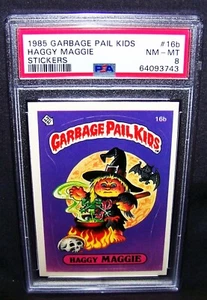 1985 GARBAGE PAIL KIDS #16b
HAGGY MAGGIE NM - MT
STICKERS PSA 8
64093743
16b
GARBAGE PAIL KIDS
HAGGY MAGGIE